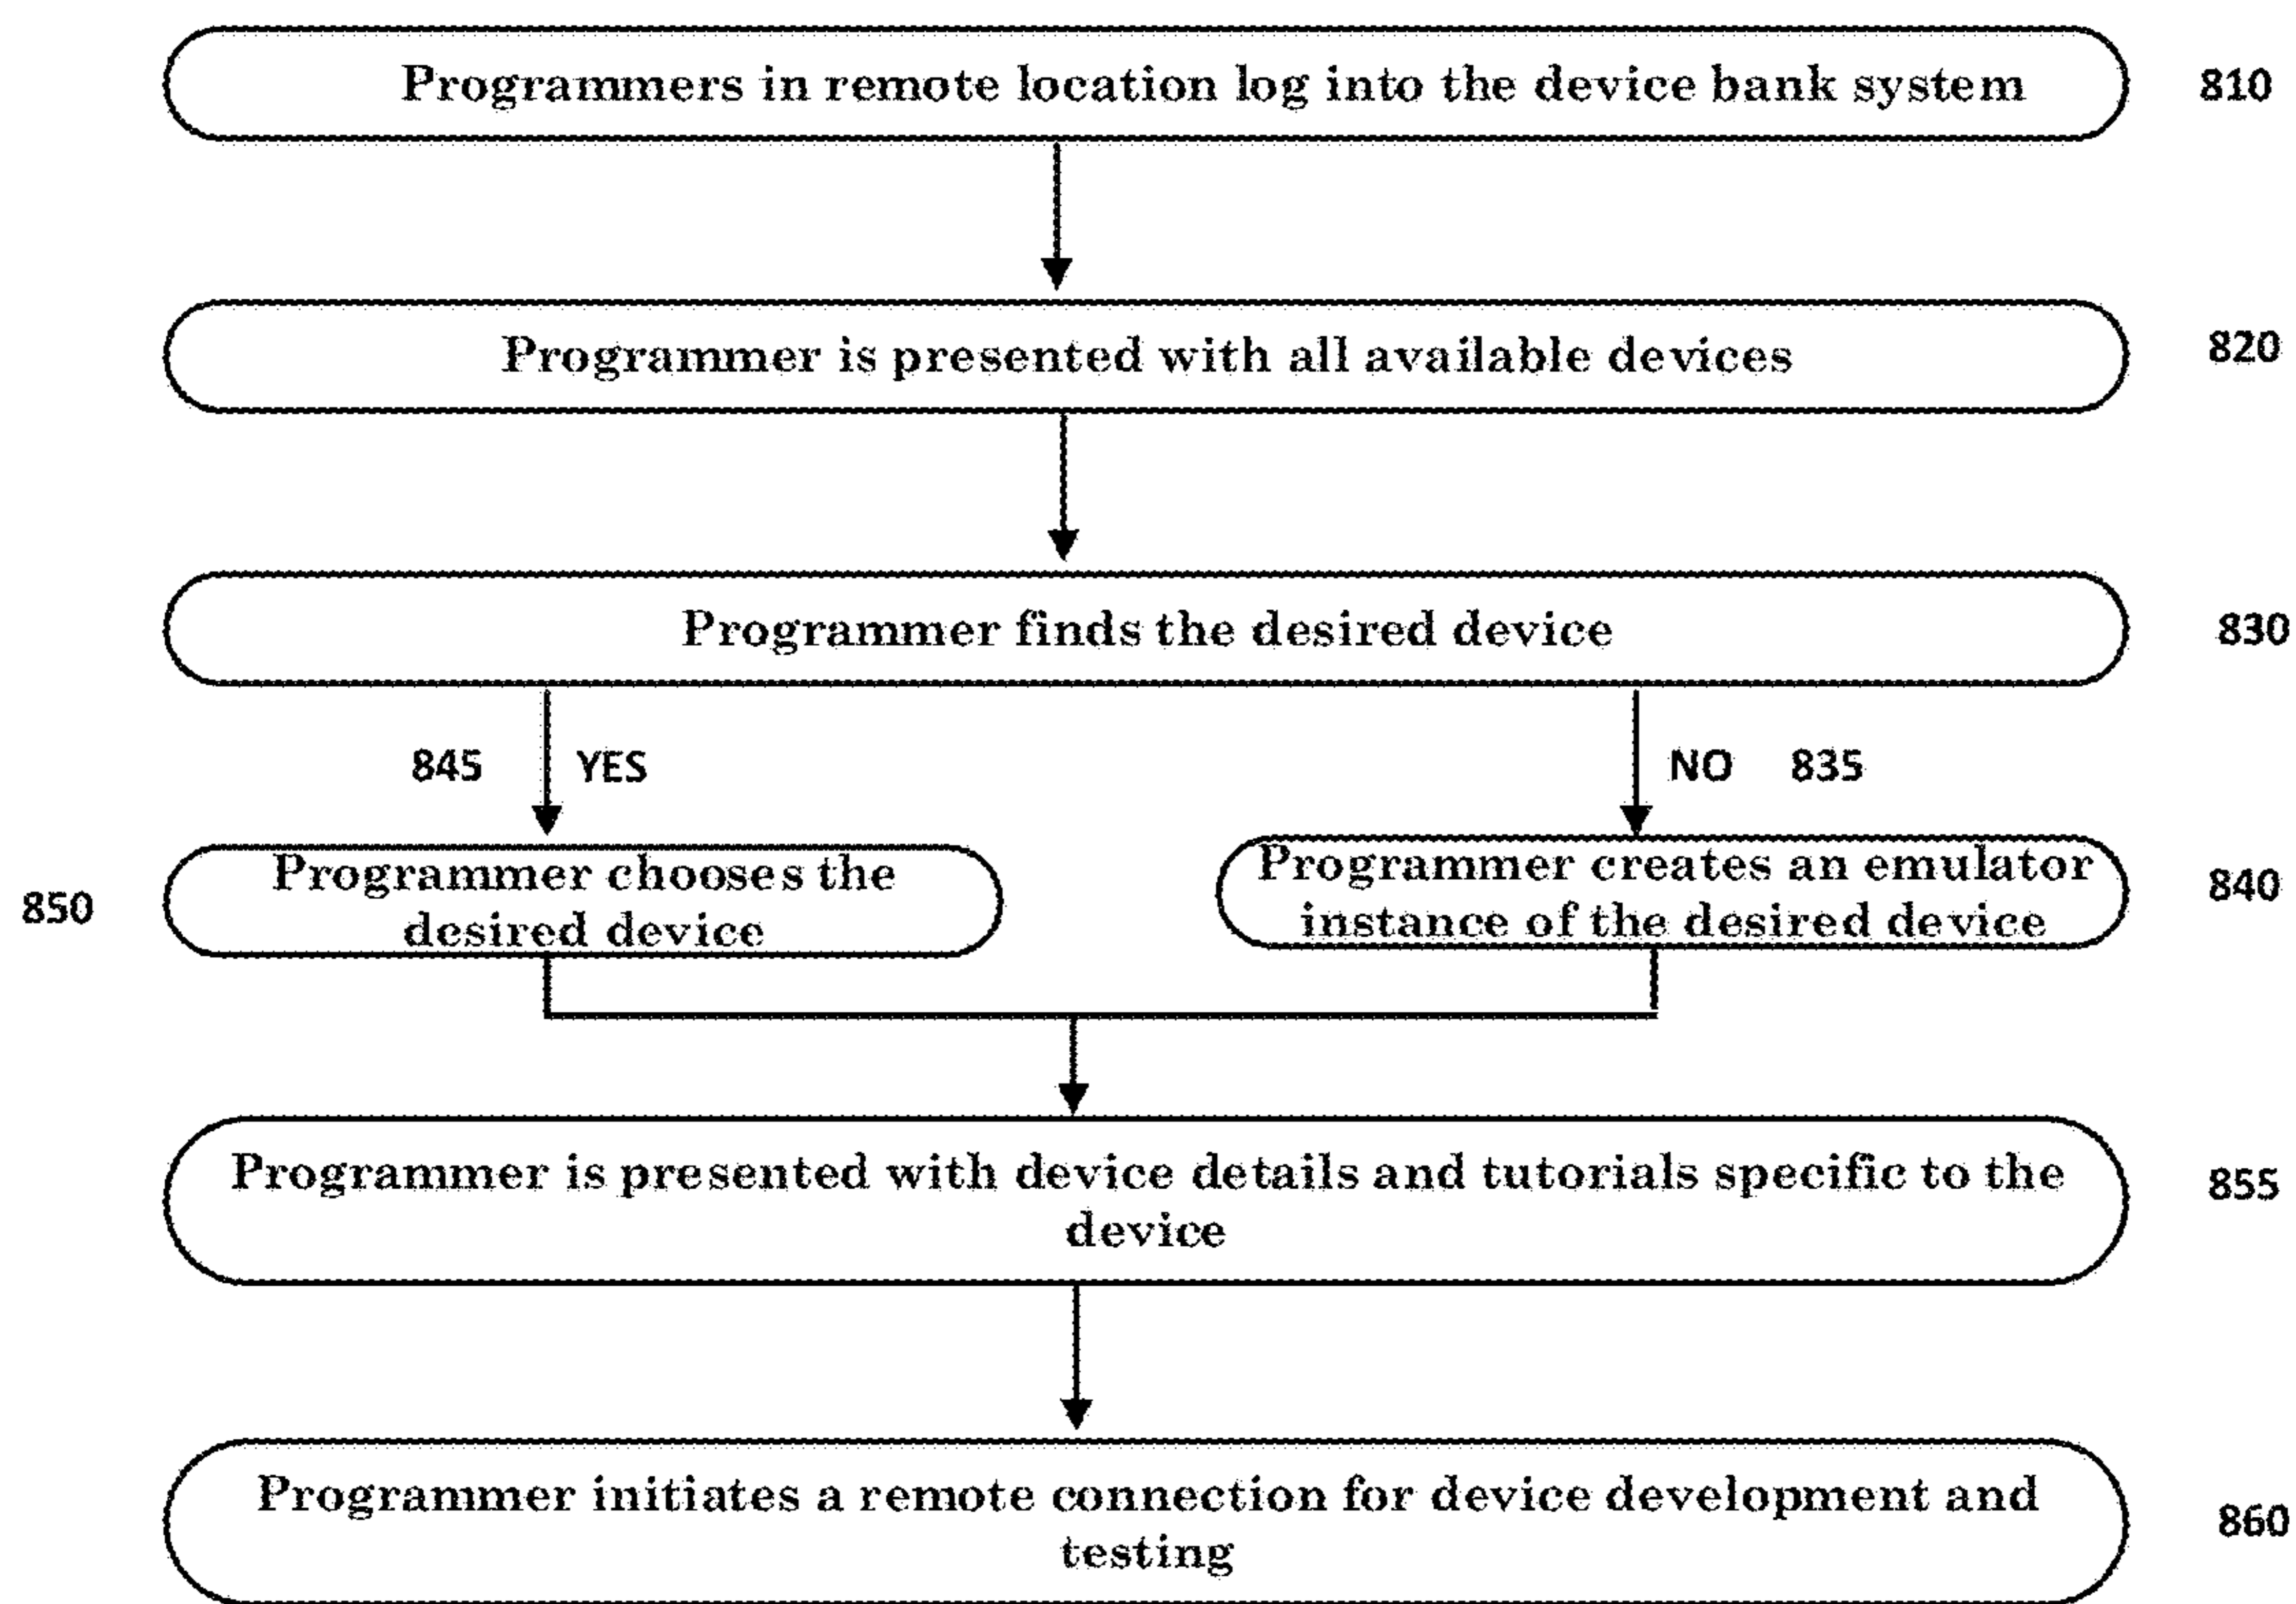 Programmers in remote location log into the device bank system 810
Programmer is presented with all available devices 820
Programmer finds the desired device 830
845 YES NO 835
850 Programmer chooses the
desired device
Programmer creates an emulator
instance of the desired device 840
Programmer is presented with device details and tutorials specific to the
device 855
Programmer initiates a remote connection for device development and
testing 860